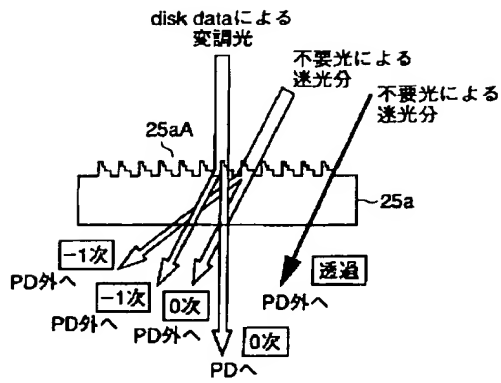 disk dataによる
変調光
不要光による
迷光分
不要光による
迷光分
25aA
25a
−1次
PD外へ
−1次
PD外へ
0次
PD外へ
0次
PDへ
透過
PD外へ